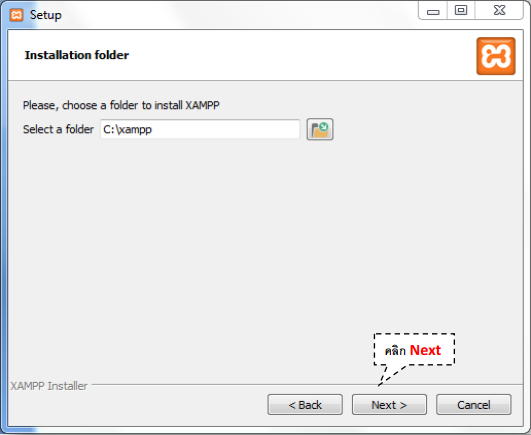 Setup
Installation folder
Please, choose a folder to install XAMPP
Select a folder C:\xampp
คลิก Next
XAMPP Installer
< Back Next > Cancel